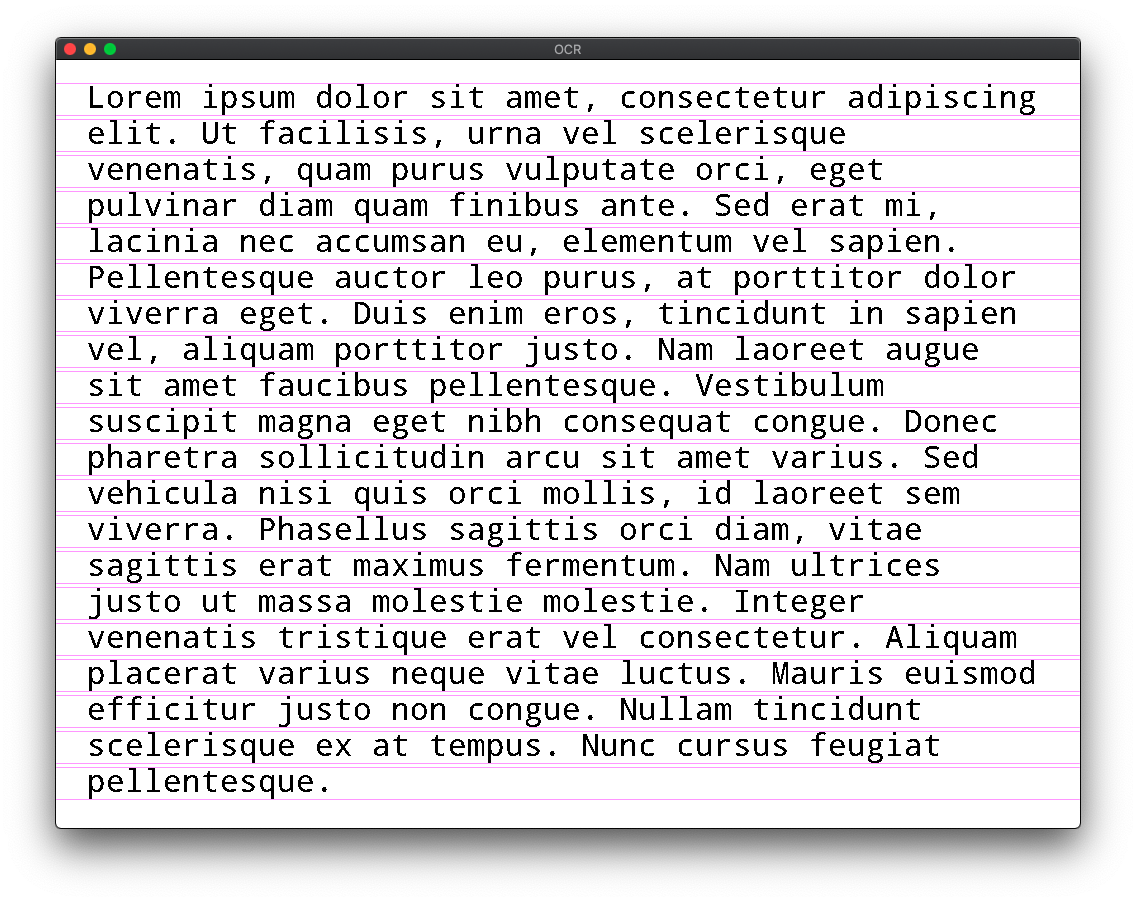 OCR
Lorem ipsum dolor sit amet, consectetur adipiscing
elit. Ut facilisis, urna vel scelerisque
venenatis, quam purus vulputate orci, eget
pulvinar diam quam finibus ante. Sed erat mi,
lacinia nec accumsan eu, elementum vel sapien.
Pellentesque auctor leo purus, at porttitor dolor
viverra eget. Duis enim eros, tincidunt in sapien
vel, aliquam porttitor justo. Nam laoreet augue
sit amet faucibus pellentesque. Vestibulum
suscipit magna eget nibh consequat congue. Donec
pharetra sollicitudin arcu sit amet varius. Sed
vehicula nisi quis orci mollis, id laoreet sem
viverra. Phasellus sagittis orci diam, vitae
sagittis erat maximus fermentum. Nam ultrices
justo ut massa molestie molestie. Integer
venenatis tristique erat vel consectetur. Aliquam
placerat varius neque vitae luctus. Mauris euismod
efficitur justo non congue. Nullam tincidunt
scelerisque ex at tempus. Nunc cursus feugiat
pellentesque.